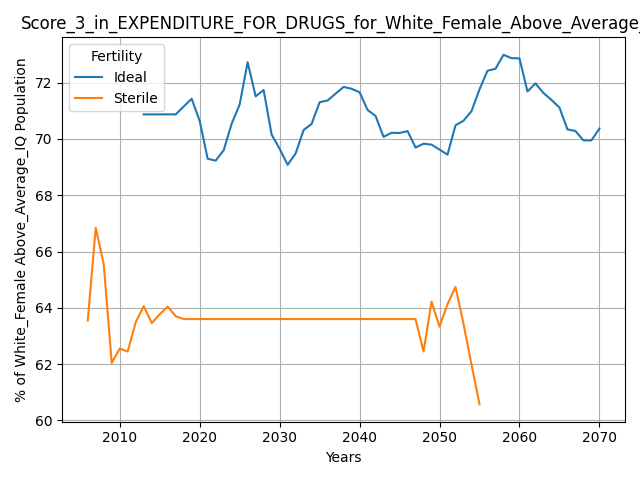 Score_3_in_EXPENDITURE_FOR_DRUGS_for_White_Female_Above_Average_
% of White_Female Above_Average_IQ Population
Fertility
Ideal
Sterile
72
70
68
66
64
62
60
2010 2020 2030 2040 2050 2060 2070
Years